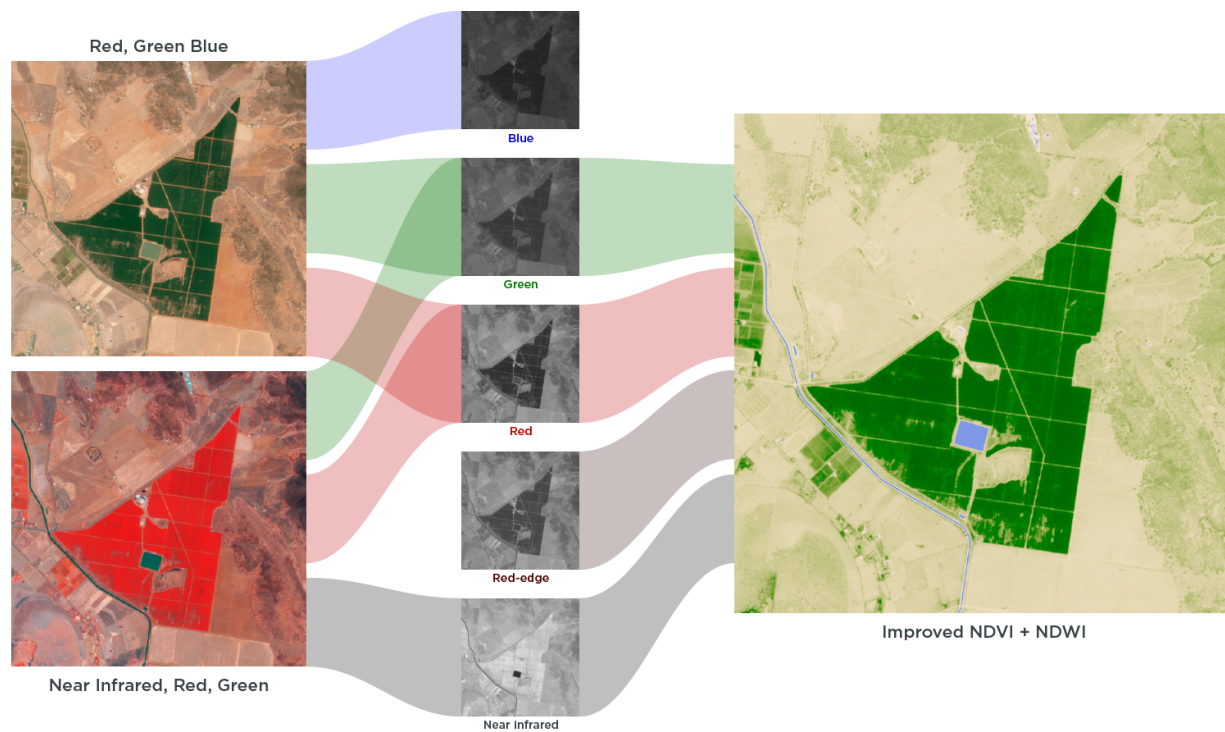 Red, Green Blue
Near Infrared, Red, Green
Blue
Green
Red
Red-edge
Near Infrared
Improved NDVI + NDWI